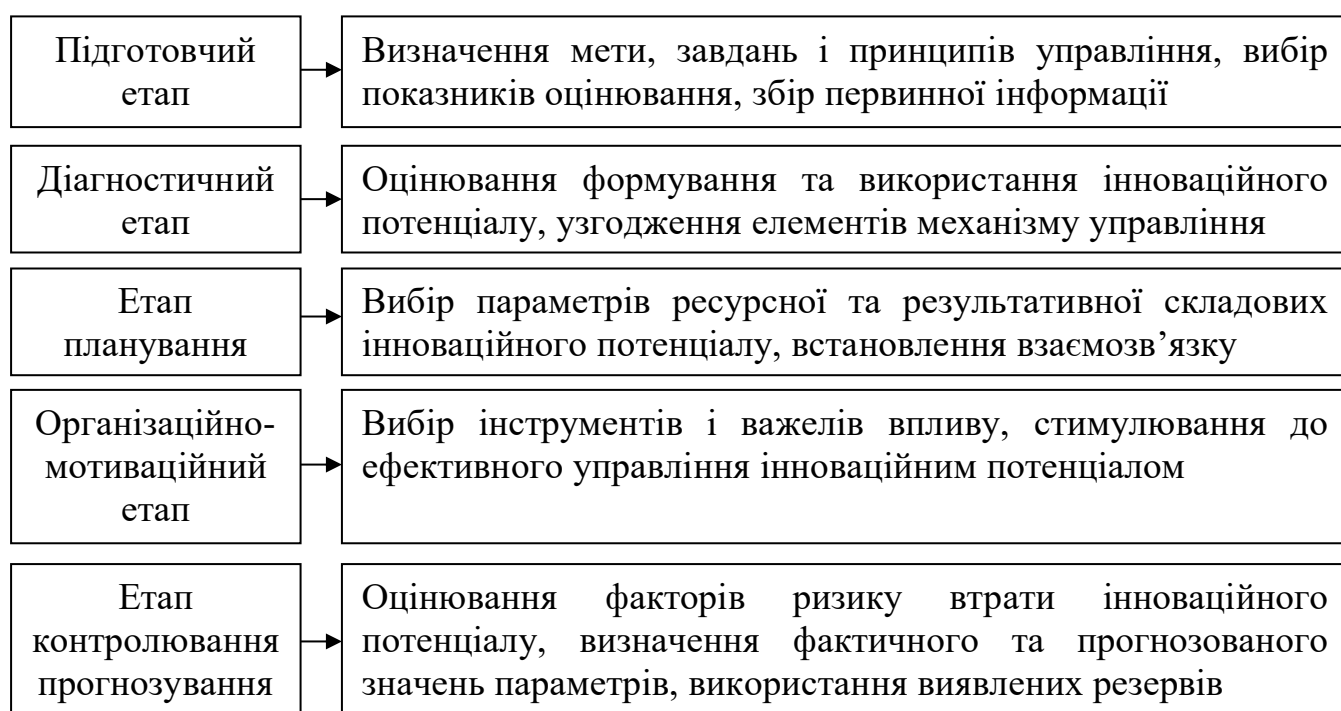 Підготовчий
етап
Визначення мети, завдань і принципів управління, вибір
показників оцінювання, збір первинної інформації
Діагностичний
етап
Оцінювання формування та використання інноваційного
потенціалу, узгодження елементів механізму управління
Етап
планування
Вибір параметрів ресурсної та результативної складових
інноваційного потенціалу, встановлення взаємозв’язку
Організаційно-
мотиваційний
етап
Вибір інструментів і важелів впливу, стимулювання до
ефективного управління інноваційним потенціалом
Етап
контролювання
прогнозування
Оцінювання факторів ризику втрати інноваційного
потенціалу, визначення фактичного та прогнозованого
значень параметрів, використання виявлених резервів